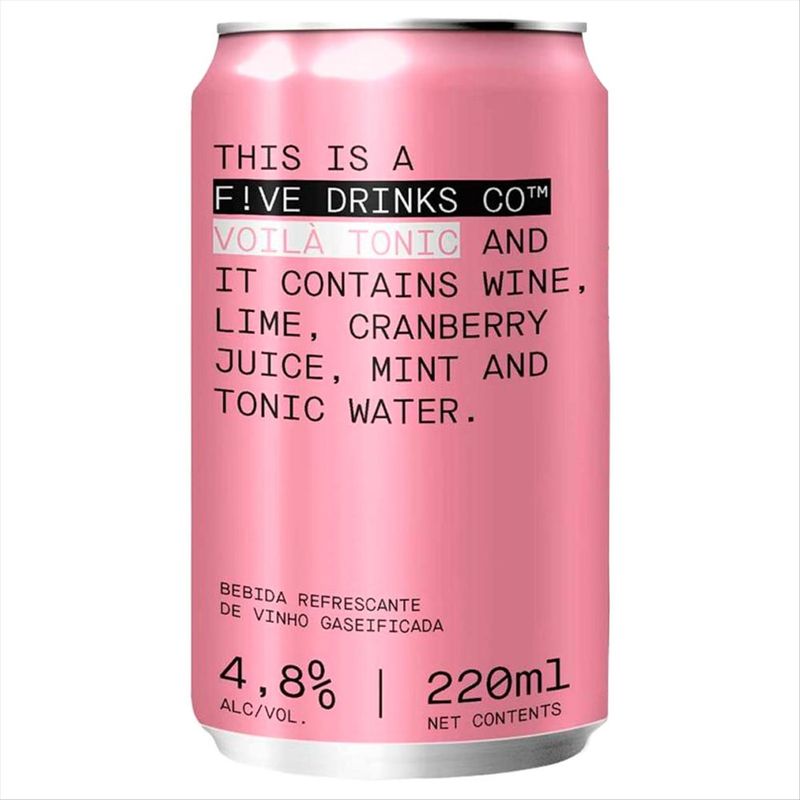 THIS IS A
F!VE DRINKS CO™
VOILÀ TONIC AND
IT CONTAINS WINE,
LIME, CRANBERRY
JUICE, MINT AND
TONIC WATER.
BEBIDA REFRESCANTE
DE VINHO GASEIFICADA
4,8% | 220ml
ALC/VOL. NET CONTENTS